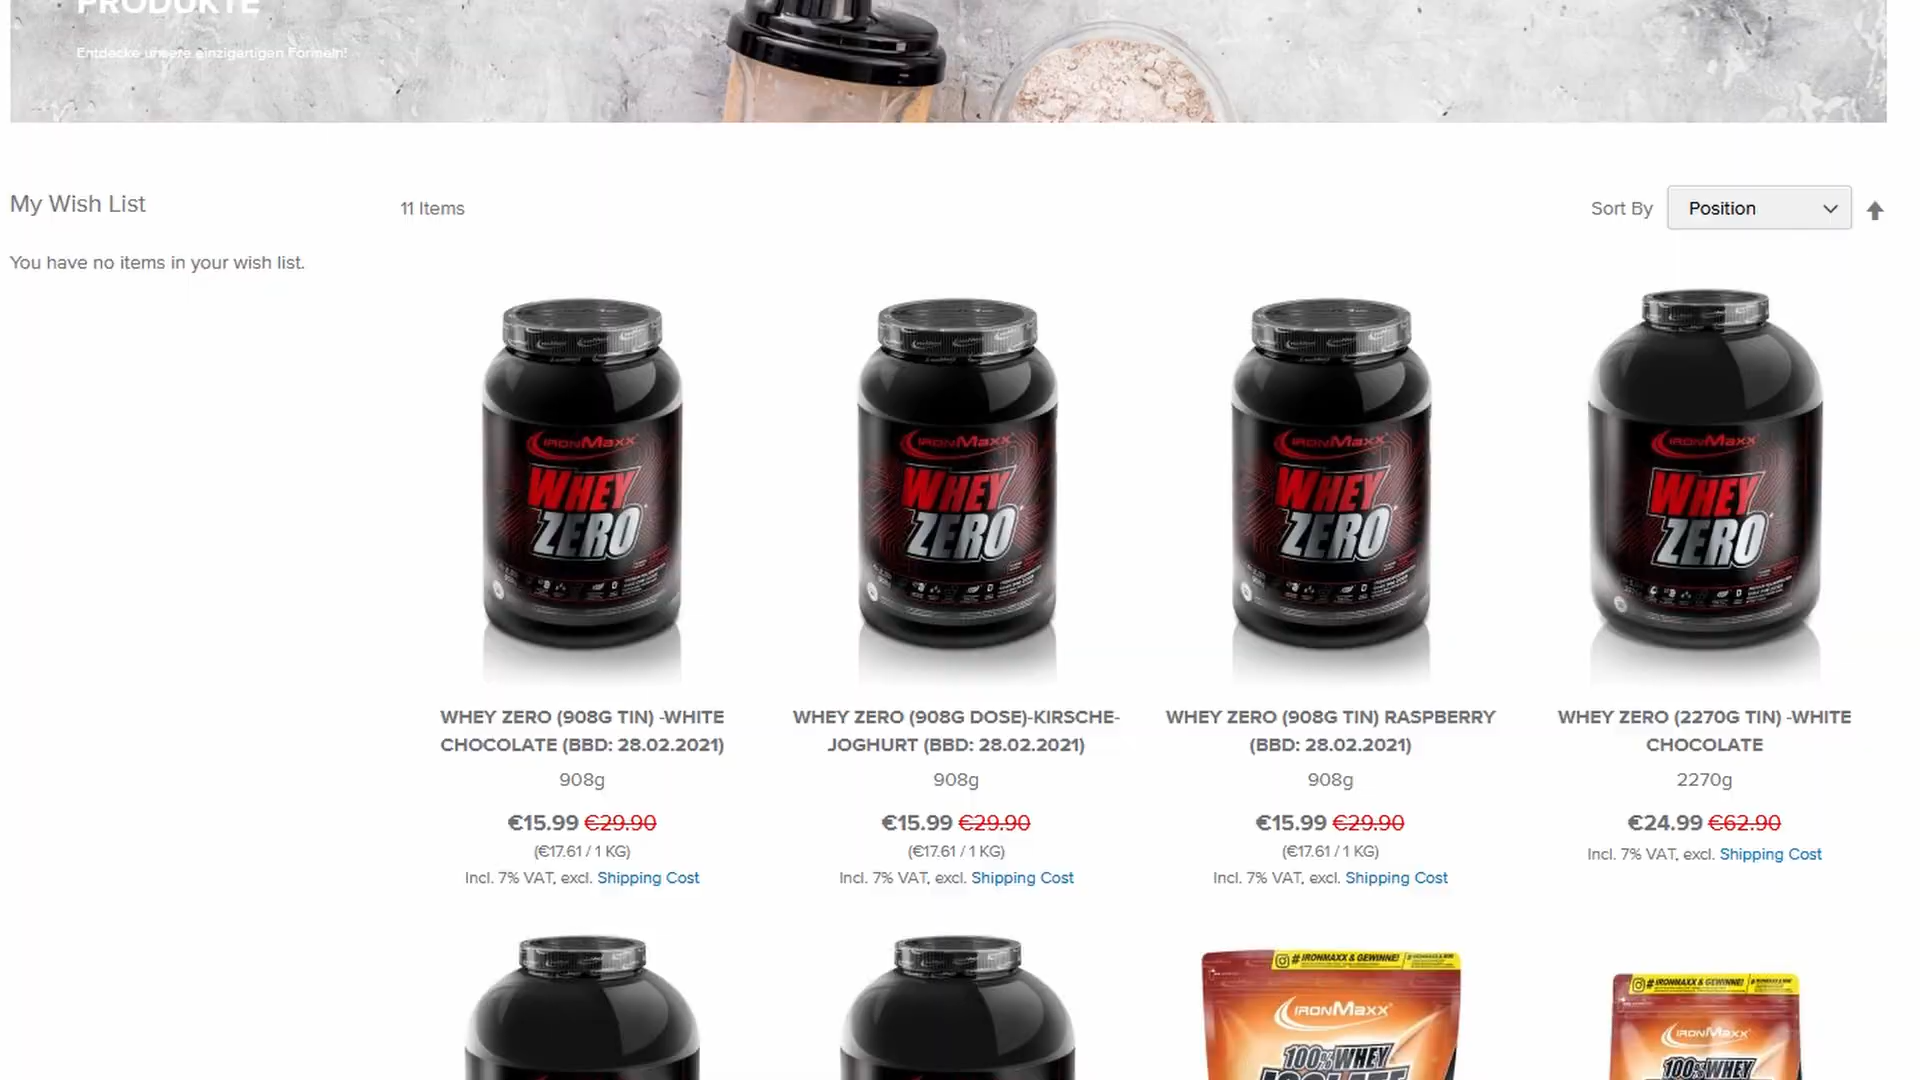 PRODUKTE
Entdecke unsere einzigartigen Formeln!
My Wish List
11 Items
Sort By
Position
You have no items in your wish list.
IRONMAXX
WHEY
ZERO
IRONMAXX
WHEY
ZERO
IRONMAXX
WHEY
ZERO
IRONMAXX
WHEY
ZERO
WHEY ZERO (908G TIN) -WHITE
CHOCOLATE (BBD: 28.02.2021)
908g
€15.99 €29.90
(€17.61 / 1 KG)
Incl. 7% VAT, excl. Shipping Cost
WHEY ZERO (908G DOSE)-KIRSCHE-
JOGHURT (BBD: 28.02.2021)
908g
€15.99 €29.90
(€17.61 / 1 KG)
Incl. 7% VAT, excl. Shipping Cost
WHEY ZERO (908G TIN) RASPBERRY
(BBD: 28.02.2021)
908g
€15.99 €29.90
(€17.61 / 1 KG)
Incl. 7% VAT, excl. Shipping Cost
WHEY ZERO (2270G TIN) -WHITE
CHOCOLATE
2270g
€24.99 €62.90
Incl. 7% VAT, excl. Shipping Cost
# IRONMAXX & GEWINNE!
IRONMAXX
100% WHEY
ISOLATE
# IRONMAXX & GEWINNE!
IRONMAXX
100% WHEY